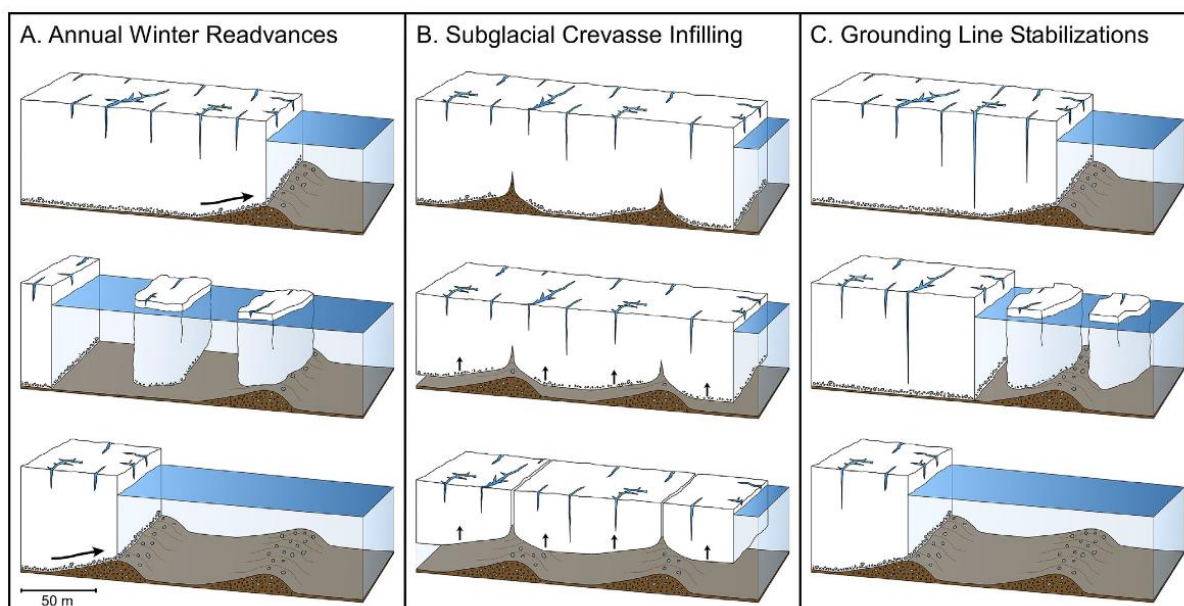 A. Annual Winter Readvances
B. Subglacial Crevasse Infilling
C. Grounding Line Stabilizations
50 m